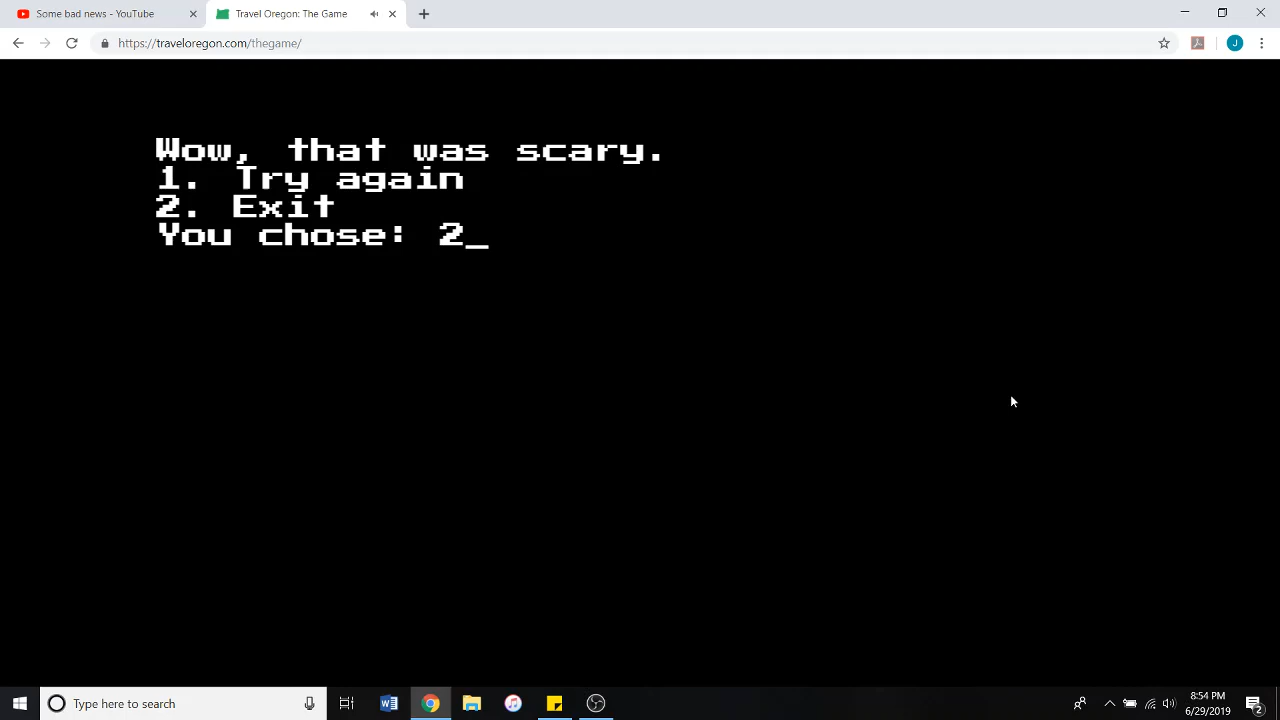 Some bad news - YouTube
Travel Oregon: The Game
https://traveloregon.com/thegame/
J
Wow, that was scary.
1. Try again
2. Exit
You chose: 2_
Type here to search
8:54 PM
6/29/2019
2